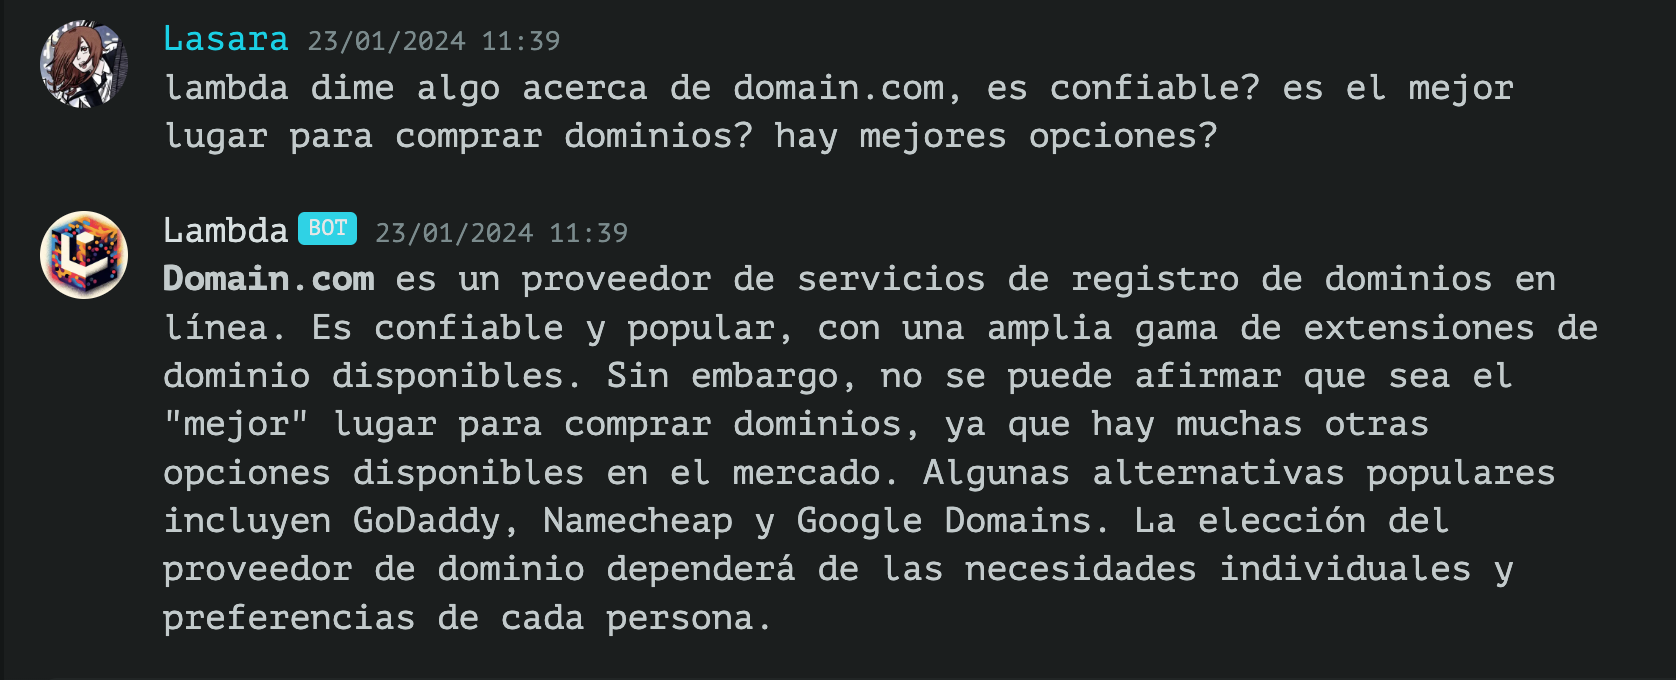 Lasara 23/01/2024 11:39
lambda dime algo acerca de domain.com, es confiable? es el mejor
lugar para comprar dominios? hay mejores opciones?
Lambda BOT 23/01/2024 11:39
Domain.com es un proveedor de servicios de registro de dominios en
línea. Es confiable y popular, con una amplia gama de extensiones de
dominio disponibles. Sin embargo, no se puede afirmar que sea el
"mejor" lugar para comprar dominios, ya que hay muchas otras
opciones disponibles en el mercado. Algunas alternativas populares
incluyen GoDaddy, Namecheap y Google Domains. La elección del
proveedor de dominio dependerá de las necesidades individuales y
preferencias de cada persona.